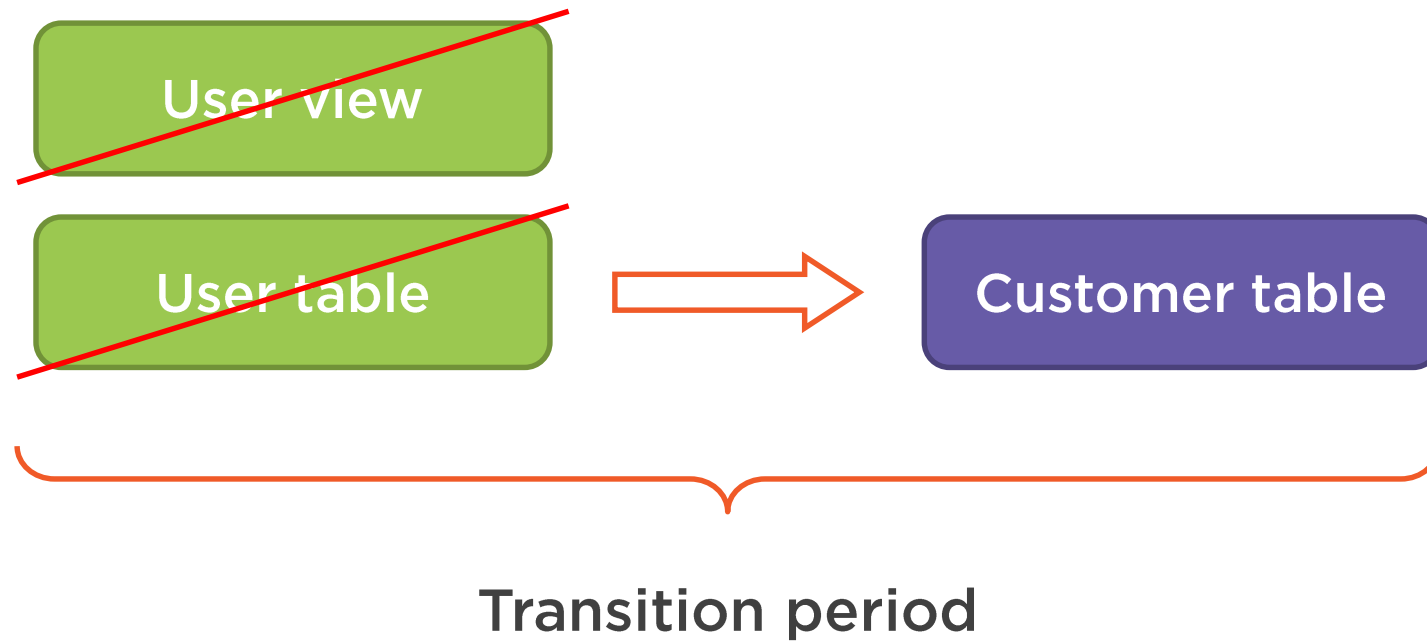 User view
User table
Customer table
Transition period